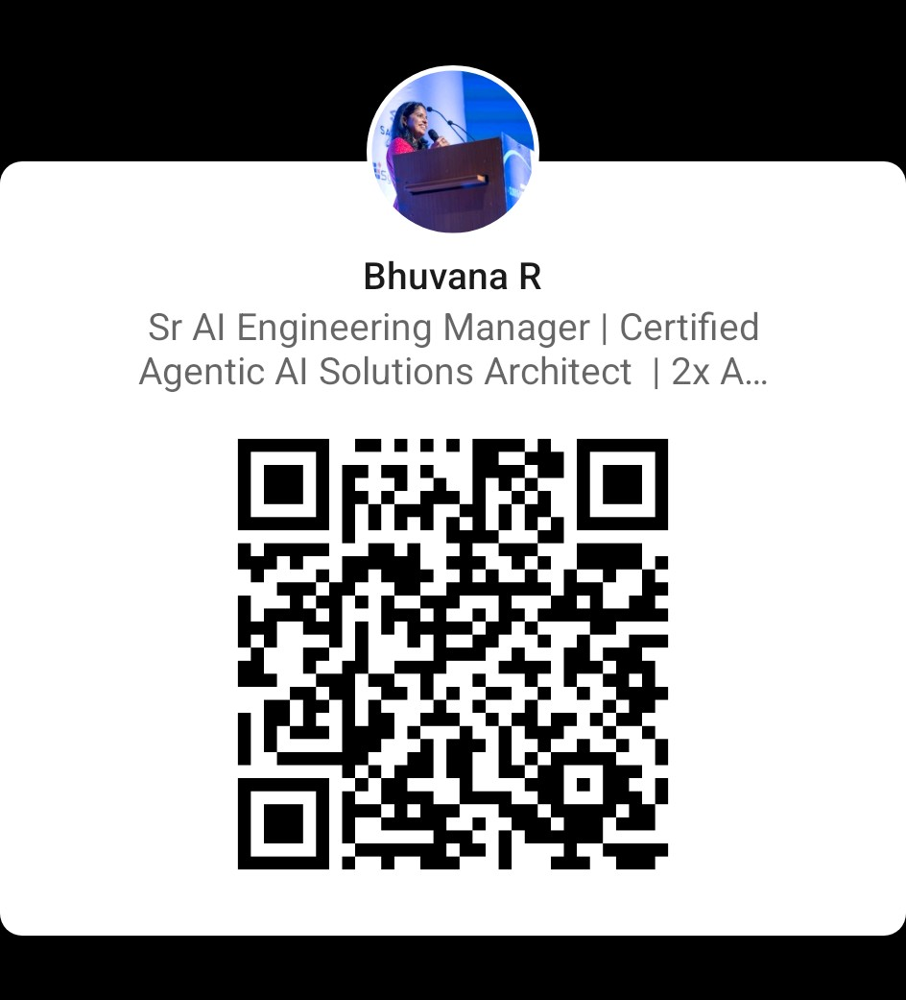 Bhuvana R
Sr AI Engineering Manager | Certified
Agentic AI Solutions Architect | 2x A...